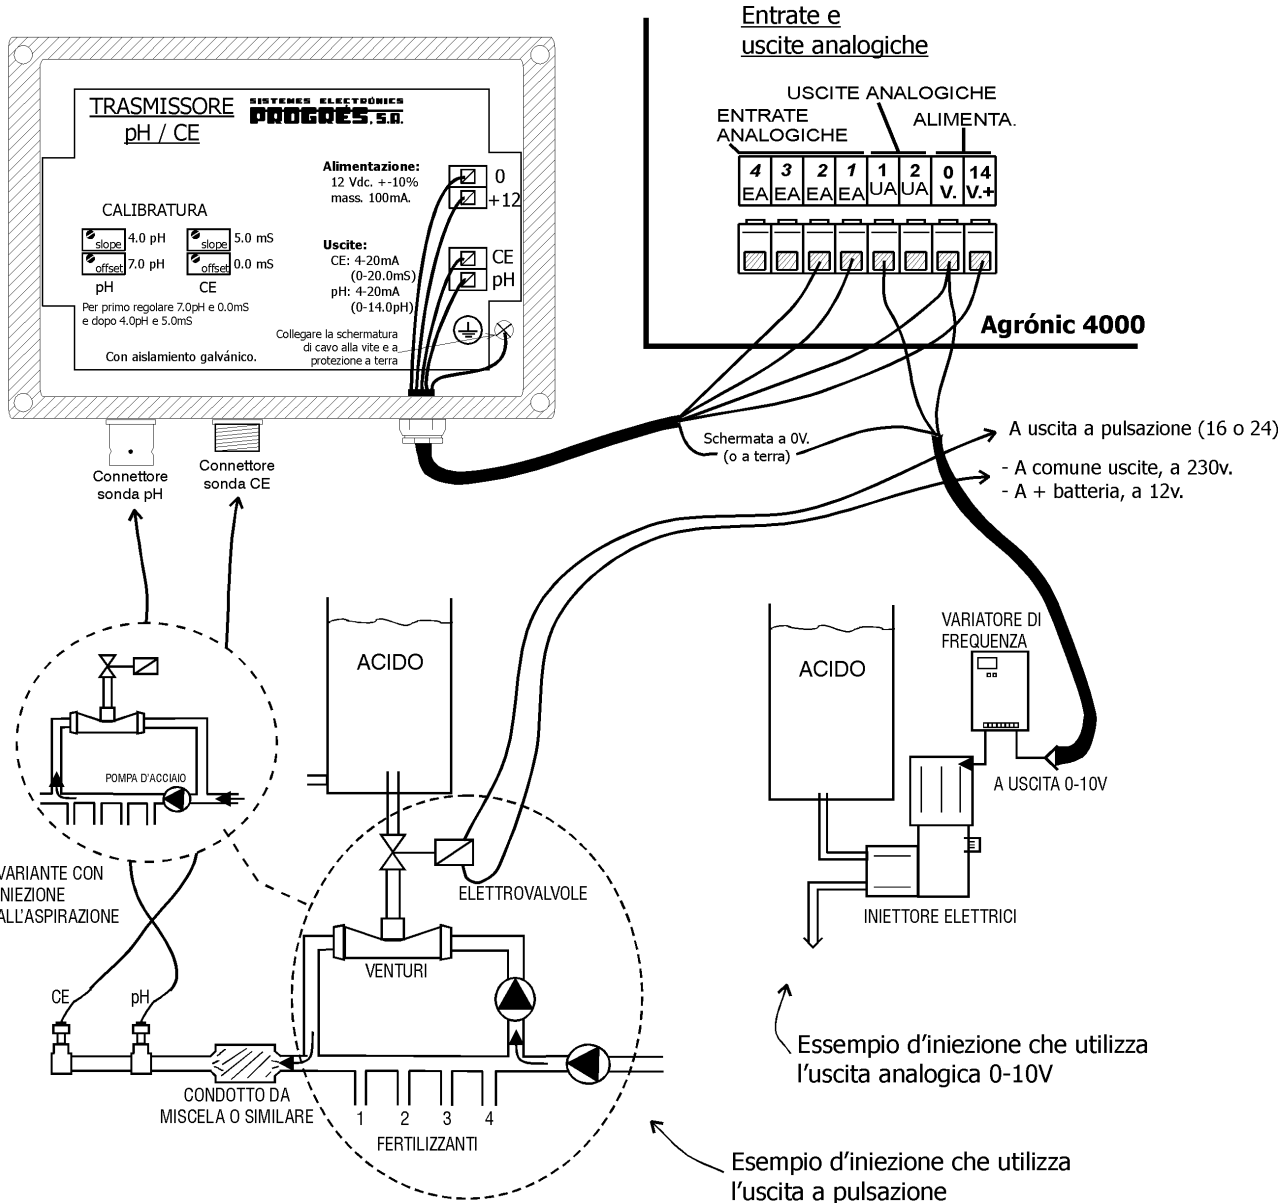 Entrate e
uscite analogiche
USCITE ANALOGICHE
ENTRATE
ANALOGICHE
ALIMENTA.
4 3 2 1 1 2 0 14
EA EA EA EA UA UA V. V.+
Agrónic 4000
TRASMISSORE
pH / CE
SISTEMES ELECTRÒNICS
PROGRÉS, S.A.
Alimentazione:
12 Vdc. +-10%
mass. 100mA.
0
+12
CALIBRATURA
slope 4.0 pH
slope 5.0 mS
offset 7.0 pH
offset 0.0 mS
pH
CE
Per primo regolare 7.0pH e 0.0mS
e dopo 4.0pH e 5.0mS
Uscite:
CE: 4-20mA
(0-20.0mS)
pH: 4-20mA
(0-14.0pH)
CE
pH
Collegare la schermatura
di cavo alla vite e a
protezione a terra
Con aislamiento galvánico.
Connettore
sonda pH
Connettore
sonda CE
Schermata a 0V.
(o a terra)
A uscita a pulsazione (16 o 24)
- A comune uscite, a 230v.
- A + batteria, a 12v.
ACIDO
ACIDO
VARIATORE DI
FREQUENZA
A USCITA 0-10V
POMPA D'ACCIAIO
VARIANTE CON
INIEZIONE
ALL'ASPIRAZIONE
ELETTROVALVOLE
INIETTORE ELETTRICI
VENTURI
CE
pH
CONDOTTO DA
MISCELA O SIMILARE
1 2 3 4
FERTILIZZANTI
Essempio d'iniezione che utilizza
l'uscita analogica 0-10V
Esempio d'iniezione che utilizza
l'uscita a pulsazione